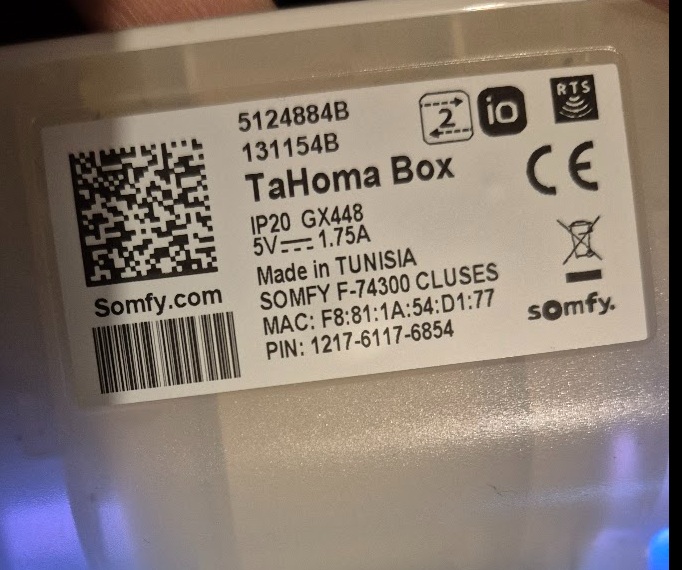 5124884B
131154B
2
io
RTS
TaHoma Box
CE
IP20 GX448
5V 1.75A
Made in TUNISIA
SOMFY F-74300 CLUSES
MAC: F8:81:1A:54:D1:77
PIN: 1217-6117-6854
Somfy.com
somfy.